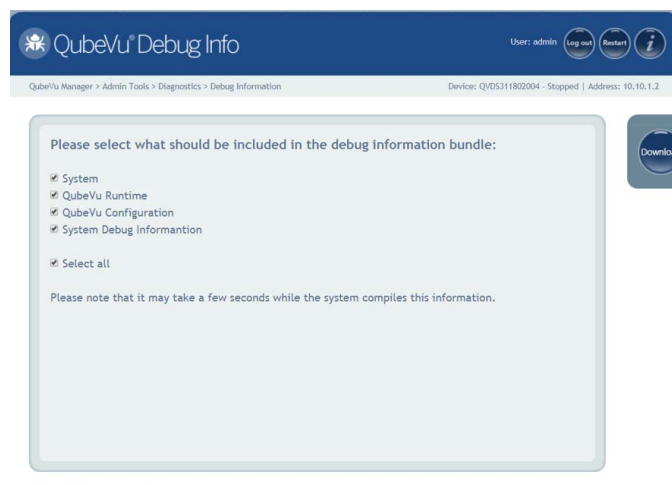 QubeVu® Debug Info
User: admin
Log out
Restart
i
QubeVu Manager > Admin Tools > Diagnostics > Debug Information
Device: QVDS311802004 - Stopped | Address: 10.10.1.2
Please select what should be included in the debug information bundle:
System
QubeVu Runtime
QubeVu Configuration
System Debug Informantion
Select all
Please note that it may take a few seconds while the system compiles this information.
Downlo